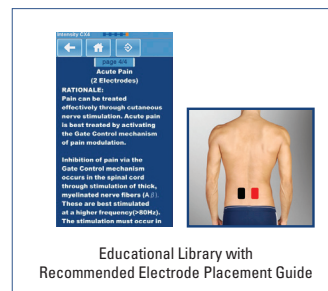 Intensity CX4
page 4/4
Acute Pain
(2 Electrodes)
RATIONALE:
Pain can be treated
effectively through cutaneous
nerve stimulation. Acute pain
is best treated by activating
the Gate Control mechanism
of pain modulation.
Inhibition of pain via the
Gate Control mechanism
occurs in the spinal cord
through stimulation of thick,
myelinated nerve fibers (Aβ).
These are best stimulated
at a higher frequency(>80Hz).
The stimulation must occur in
Educational Library with
Recommended Electrode Placement Guide